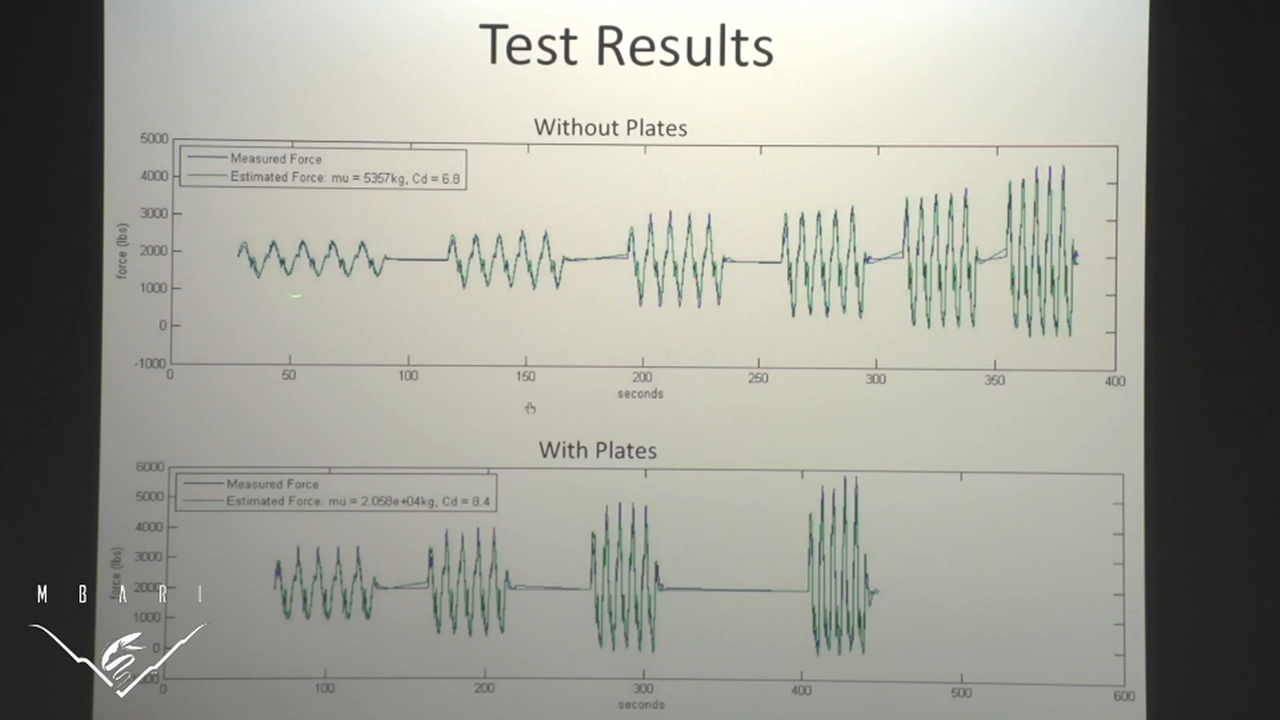 Test Results
Without Plates
5000
4000
3000
2000
1000
0
-1000
force (lbs)
Measured Force
Estimated Force: mu = 5357kg, Cd = 6.8
0 50 100 150 200 250 300 350 400
seconds
With Plates
6000
5000
4000
3000
2000
1000
0
force (lbs)
Measured Force
Estimated Force: mu = 2.058e+04kg, Cd = 8.4
0 100 200 300 400 500 600
seconds
MBARI